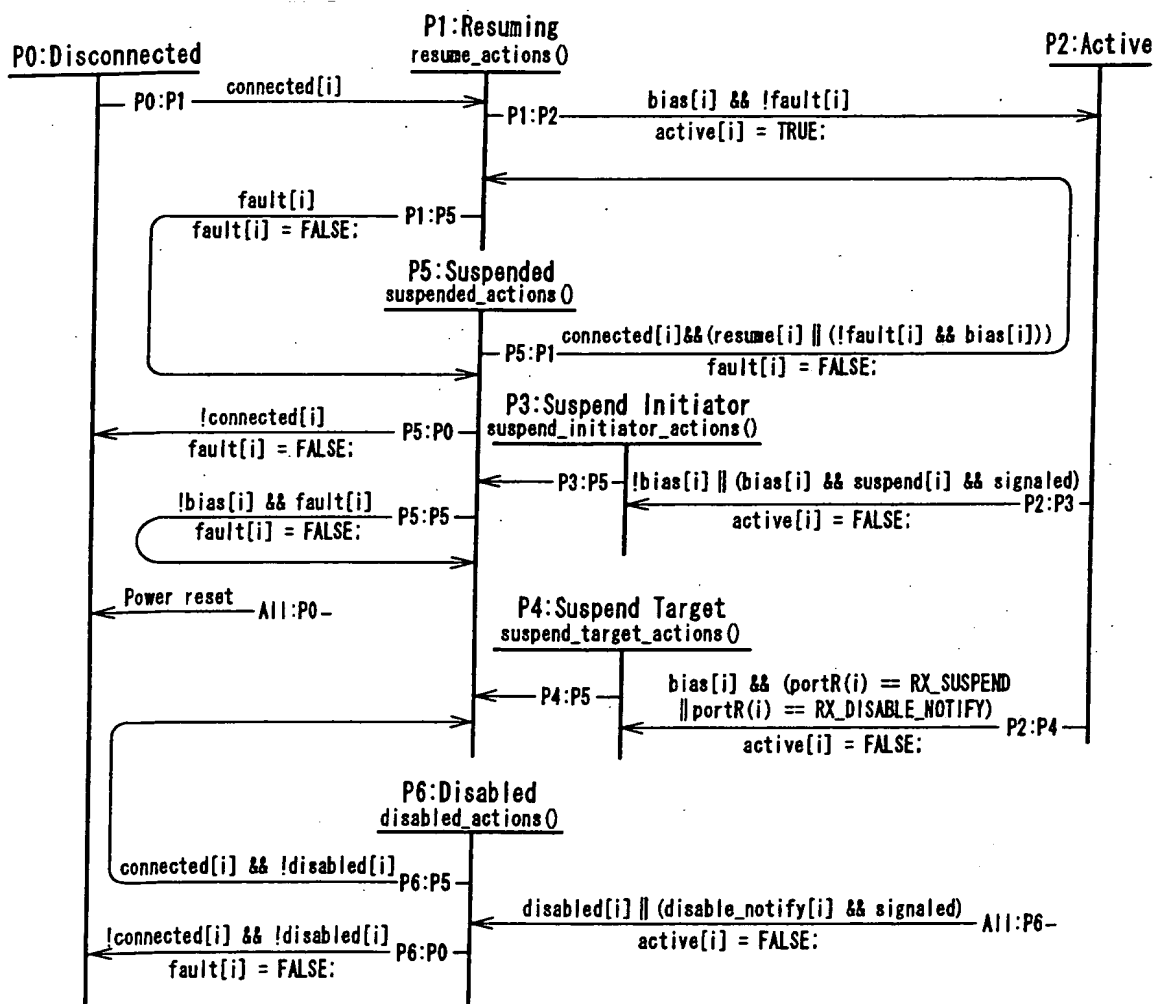 P1:Resuming
P0:Disconnected
resume_actions()
P2:Active
P0:P1
connected[i]
P1:P2
bias[i] && !fault[i]
active[i] = TRUE:
fault[i]
P1:P5
fault[i] = FALSE:
P5:Suspended
suspended_actions()
P5:P1
connected[i]&&(resume[i] || (!fault[i] && bias[i]))
fault[i] = FALSE:
P3:Suspend Initiator
suspend_initiator_actions()
!connected[i]
P5:P0
fault[i] = FALSE:
P3:P5
!bias[i] || (bias[i] && suspend[i] && signaled)
P2:P3
active[i] = FALSE:
!bias[i] && fault[i]
P5:P5
fault[i] = FALSE:
Power reset
All:P0
P4:Suspend Target
suspend_target_actions()
P4:P5
bias[i] && (portR(i) == RX_SUSPEND
||portR(i) == RX_DISABLE_NOTIFY)
P2:P4
active[i] = FALSE:
P6:Disabled
disabled_actions()
connected[i] && !disabled[i]
P6:P5
disabled[i] || (disable_notify[i] && signaled)
All:P6
active[i] = FALSE:
!connected[i] && !disabled[i]
P6:P0
fault[i] = FALSE: